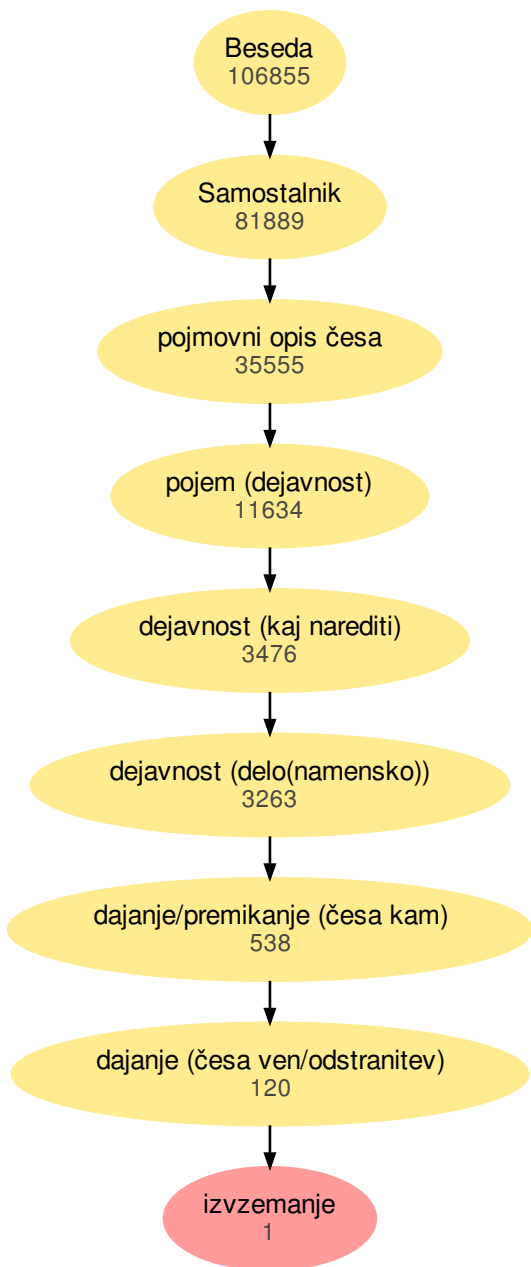 Beseda
106855
Samostalnik
81889
pojmovni opis česa
35555
pojem (dejavnost)
11634
dejavnost (kaj narediti)
3476
dejavnost (delo(namensko))
3263
dajanje/premikanje (česa kam)
538
dajanje (česa ven/odstranitev)
120
izvzemanje
1